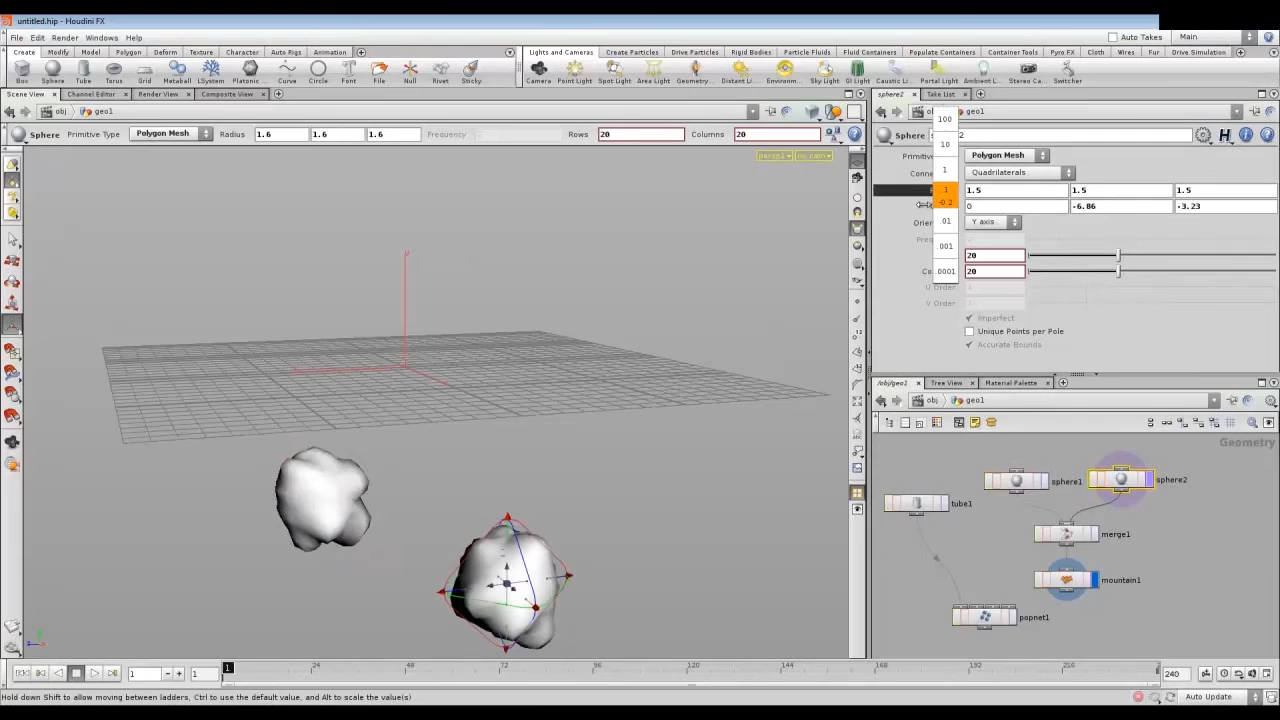 untitled.hip - Houdini FX
File Edit Render Windows Help
Auto Takes Main
Create Modify Model Polygon Deform Texture Character Auto Rigs Animation
Lights and Cameras Create Particles Drive Particles Rigid Bodies Particle Fluids Fluid Containers Populate Containers Container Tools Pyro FX Cloth Wires Fur Drive Simulation
Box Sphere Tube Torus Grid Metaball LSystem Platonic ... Curve Circle Font File Null Rivet Sticky
Camera Point Light Spot Light Area Light Geometry... Distant Li... Environm... Sky Light GI Light Caustic Li... Portal Light Ambient L... Stereo Ca... Switcher
Scene View Channel Editor Render View Composite View
sphere2 Take List
obj geo1
geo1
Sphere Primitive Type Polygon Mesh Radius 1.6 1.6 1.6 Frequency Rows 20 Columns 20
Sphere
2
persp1 no cam
100
10
1
1
-0.2
.01
.001
.0001
Polygon Mesh
Quadrilaterals
1.5 1.5 1.5
0 -6.86 -3.23
Y axis
20
20
U Order
V Order
Imperfect
Unique Points per Pole
Accurate Bounds
/obj/geo1 Tree View Material Palette
obj geo1
Geometry
sphere1
sphere2
tube1
merge1
mountain1
popnet1
1 1 1 24 48 72 96 120 144 168 192 216 240
Hold down Shift to allow moving between ladders, Ctrl to use the default value, and Alt to scale the value(s)
Auto Update